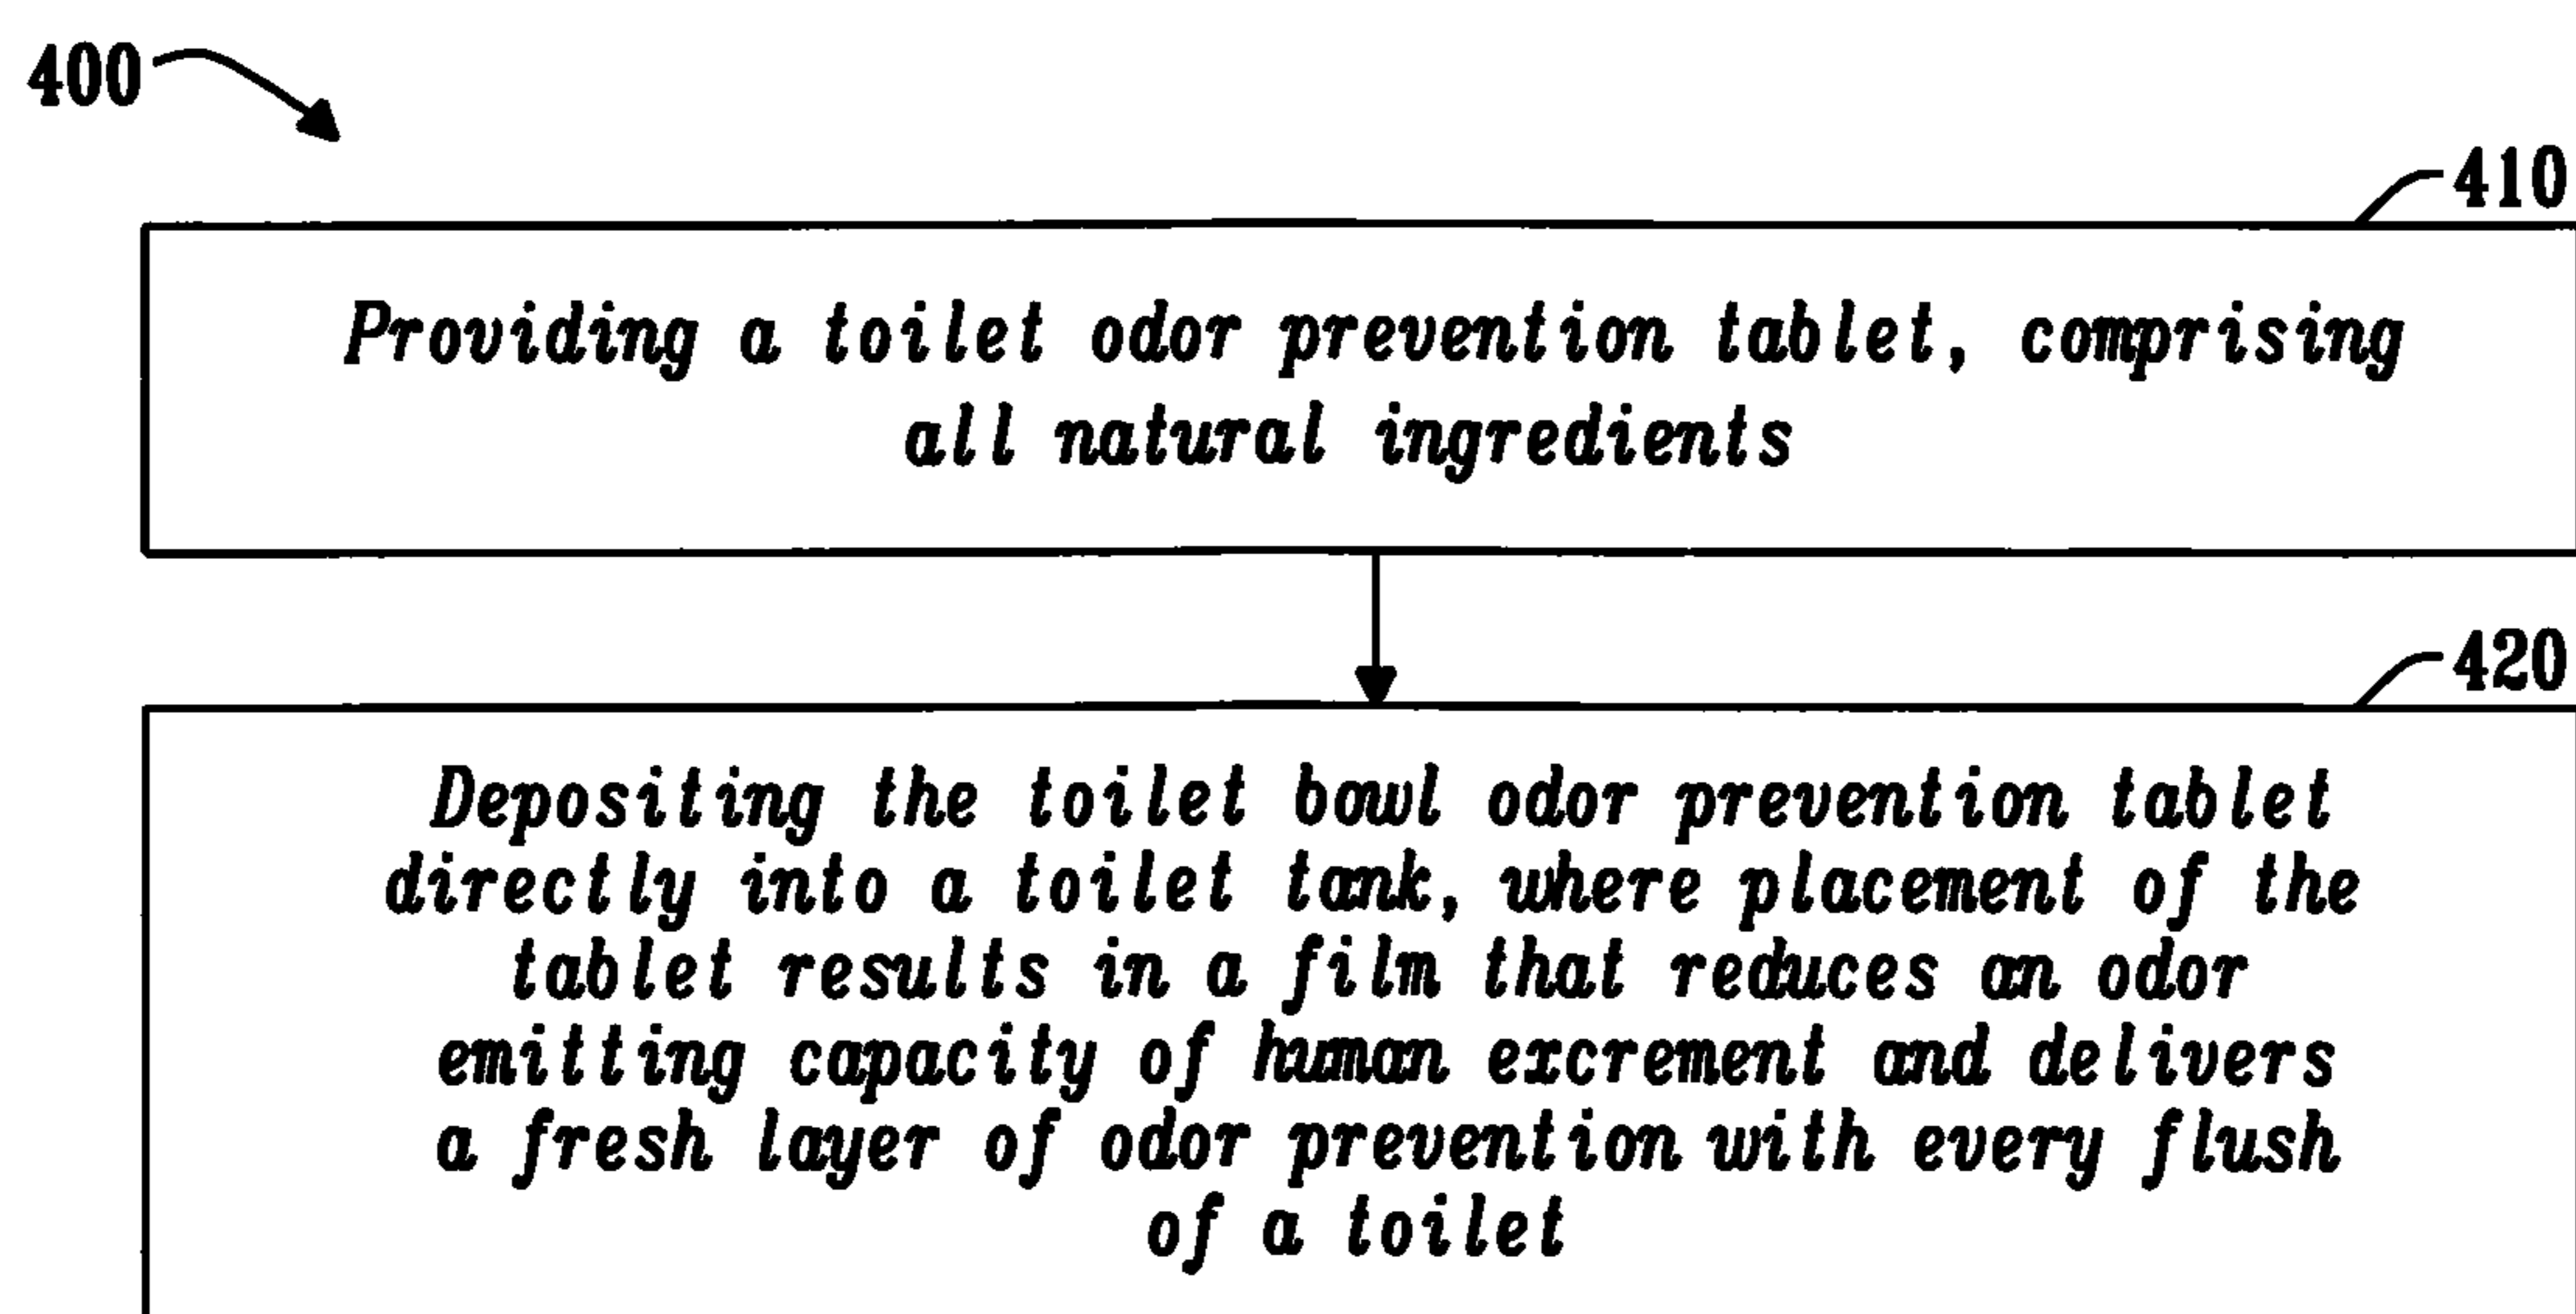 400
410
Providing a toilet odor prevention tablet, comprising
all natural ingredients
420
Depositing the toilet bowl odor prevention tablet
directly into a toilet tank, where placement of the
tablet results in a film that reduces an odor
emitting capacity of human excrement and delivers
a fresh layer of odor prevention with every flush
of a toilet